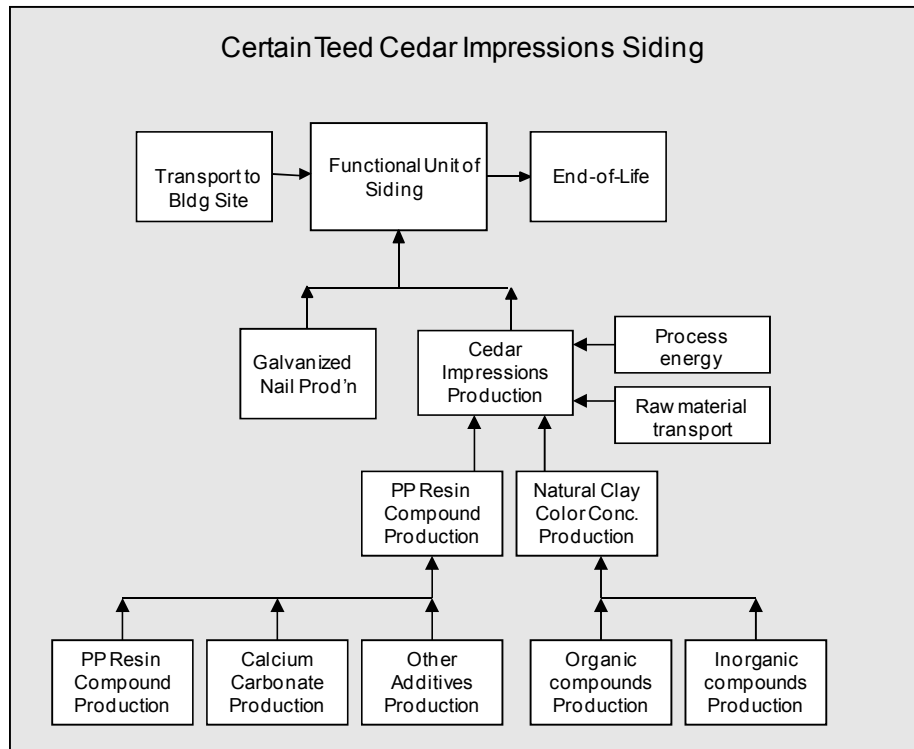 CertainTeed Cedar Impressions Siding
Transport to
Bldg Site
Functional Unit of
Siding
End-of-Life
Galvanized
Nail Prod'n
Cedar
Impressions
Production
Process
energy
Raw material
transport
PP Resin
Compound
Production
Natural Clay
Color Conc.
Production
PP Resin
Compound
Production
Calcium
Carbonate
Production
Other
Additives
Production
Organic
compounds
Production
Inorganic
compounds
Production